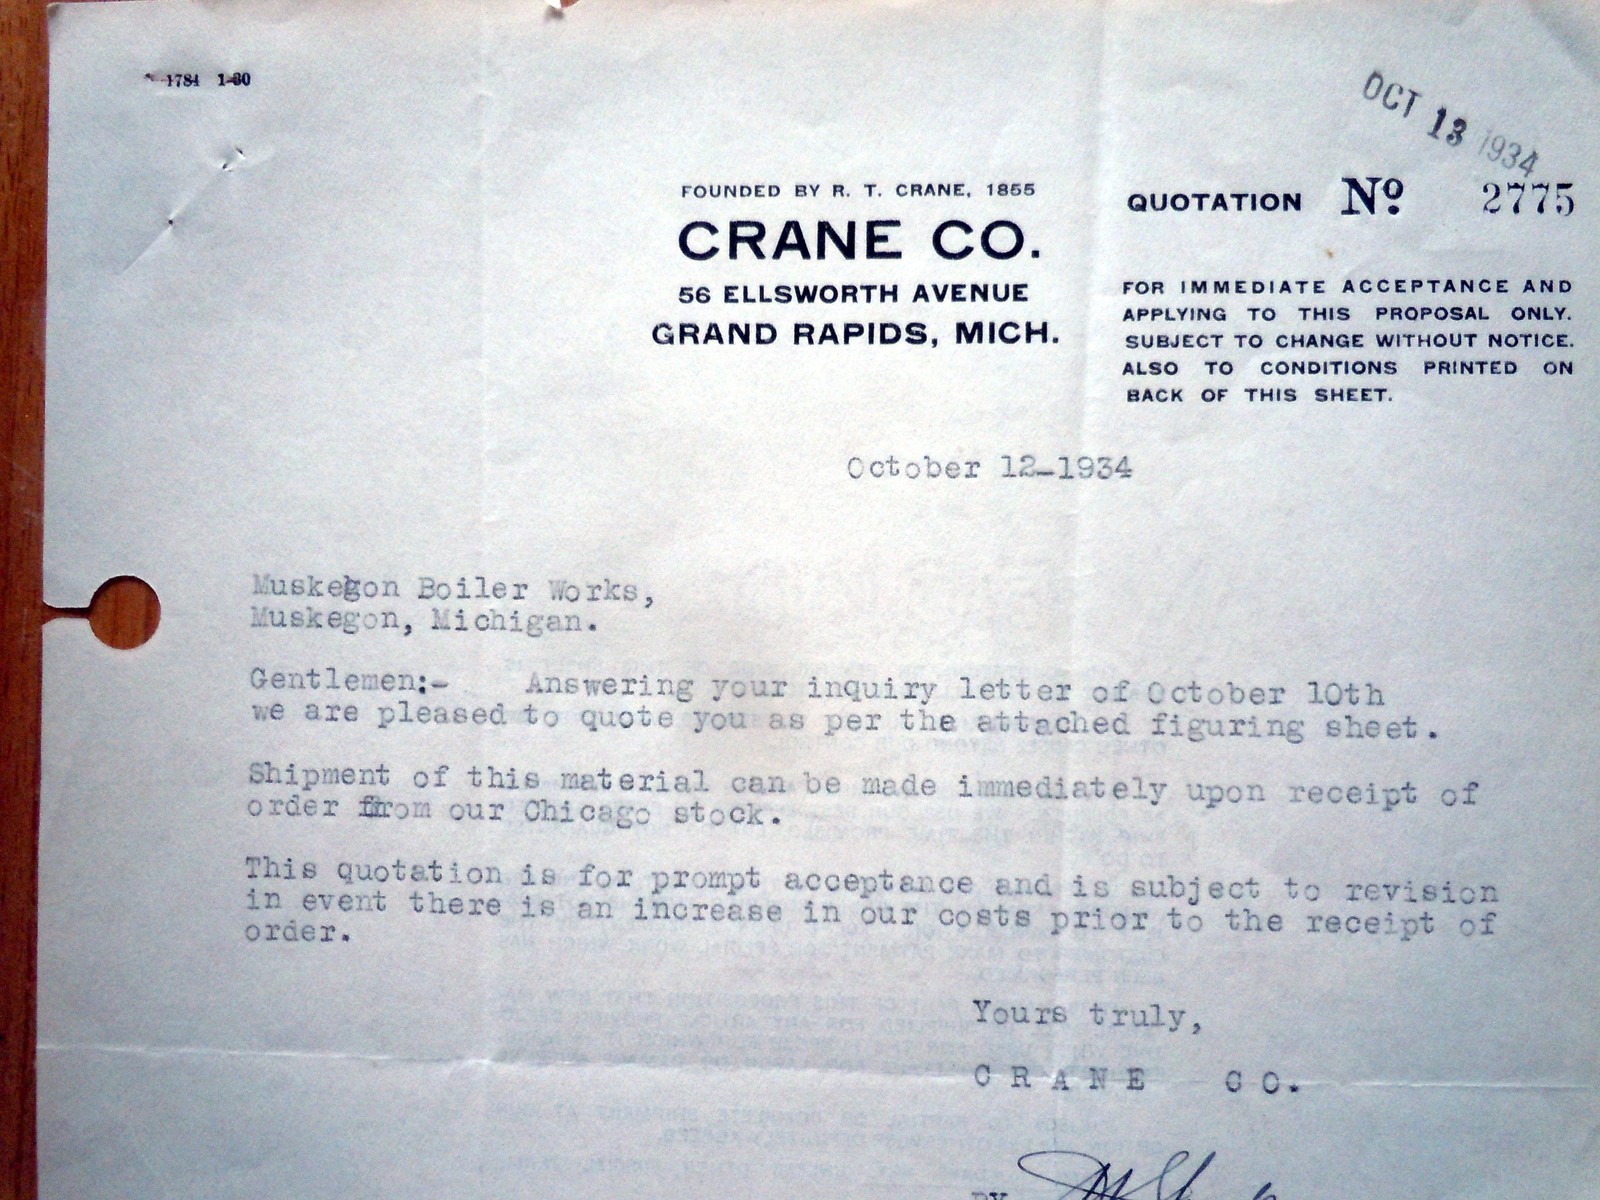 1784 1-30
OCT 13 1934
FOUNDED BY R. T. CRANE, 1855
CRANE CO.
56 ELLSWORTH AVENUE
GRAND RAPIDS, MICH.
QUOTATION Nº 2775
FOR IMMEDIATE ACCEPTANCE AND
APPLYING TO THIS PROPOSAL ONLY.
SUBJECT TO CHANGE WITHOUT NOTICE.
ALSO TO CONDITIONS PRINTED ON
BACK OF THIS SHEET.
October 12-1934
Muskegon Boiler Works,
Muskegon, Michigan.
Gentlemen:- Answering your inquiry letter of October 10th
we are pleased to quote you as per the attached figuring sheet.
Shipment of this material can be made immediately upon receipt of
order from our Chicago stock.
This quotation is for prompt acceptance and is subject to revision
in event there is an increase in our costs prior to the receipt of
order.
Yours truly,
CRANE CO.
BY